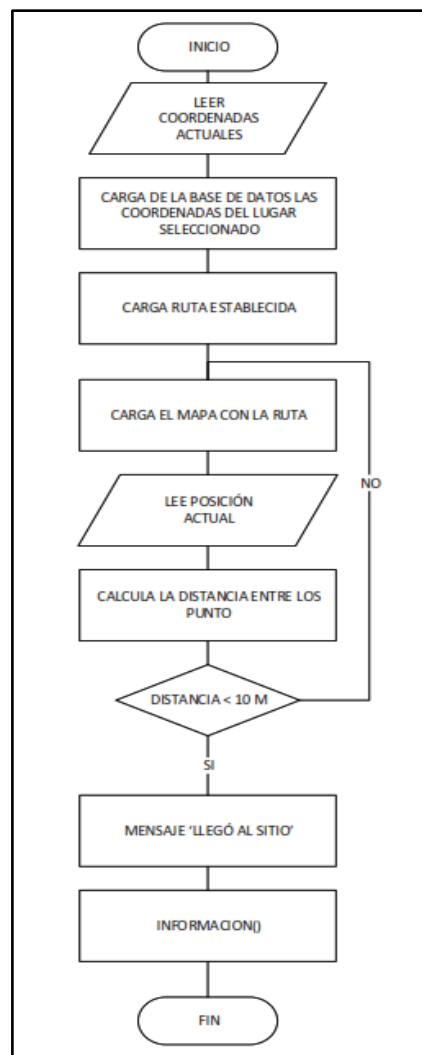 INICIO
LEER
COORDENADAS
ACTUALES
CARGA DE LA BASE DE DATOS LAS
COORDENADAS DEL LUGAR
SELECCIONADO
CARGA RUTA ESTABLECIDA
CARGA EL MAPA CON LA RUTA
NO
LEE POSICIÓN
ACTUAL
CALCULA LA DISTANCIA ENTRE LOS
PUNTO
DISTANCIA < 10 M
SI
MENSAJE ‘LLEGÓ AL SITIO’
INFORMACION()
FIN